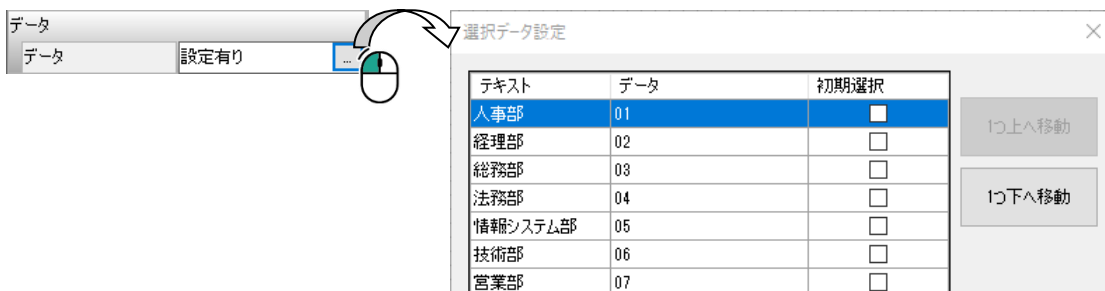 データ
データ 設定有り ...
選択データ設定
テキスト データ 初期選択
人事部 01
経理部 02
総務部 03
法務部 04
情報システム部 05
技術部 06
営業部 07
1つ上へ移動
1つ下へ移動